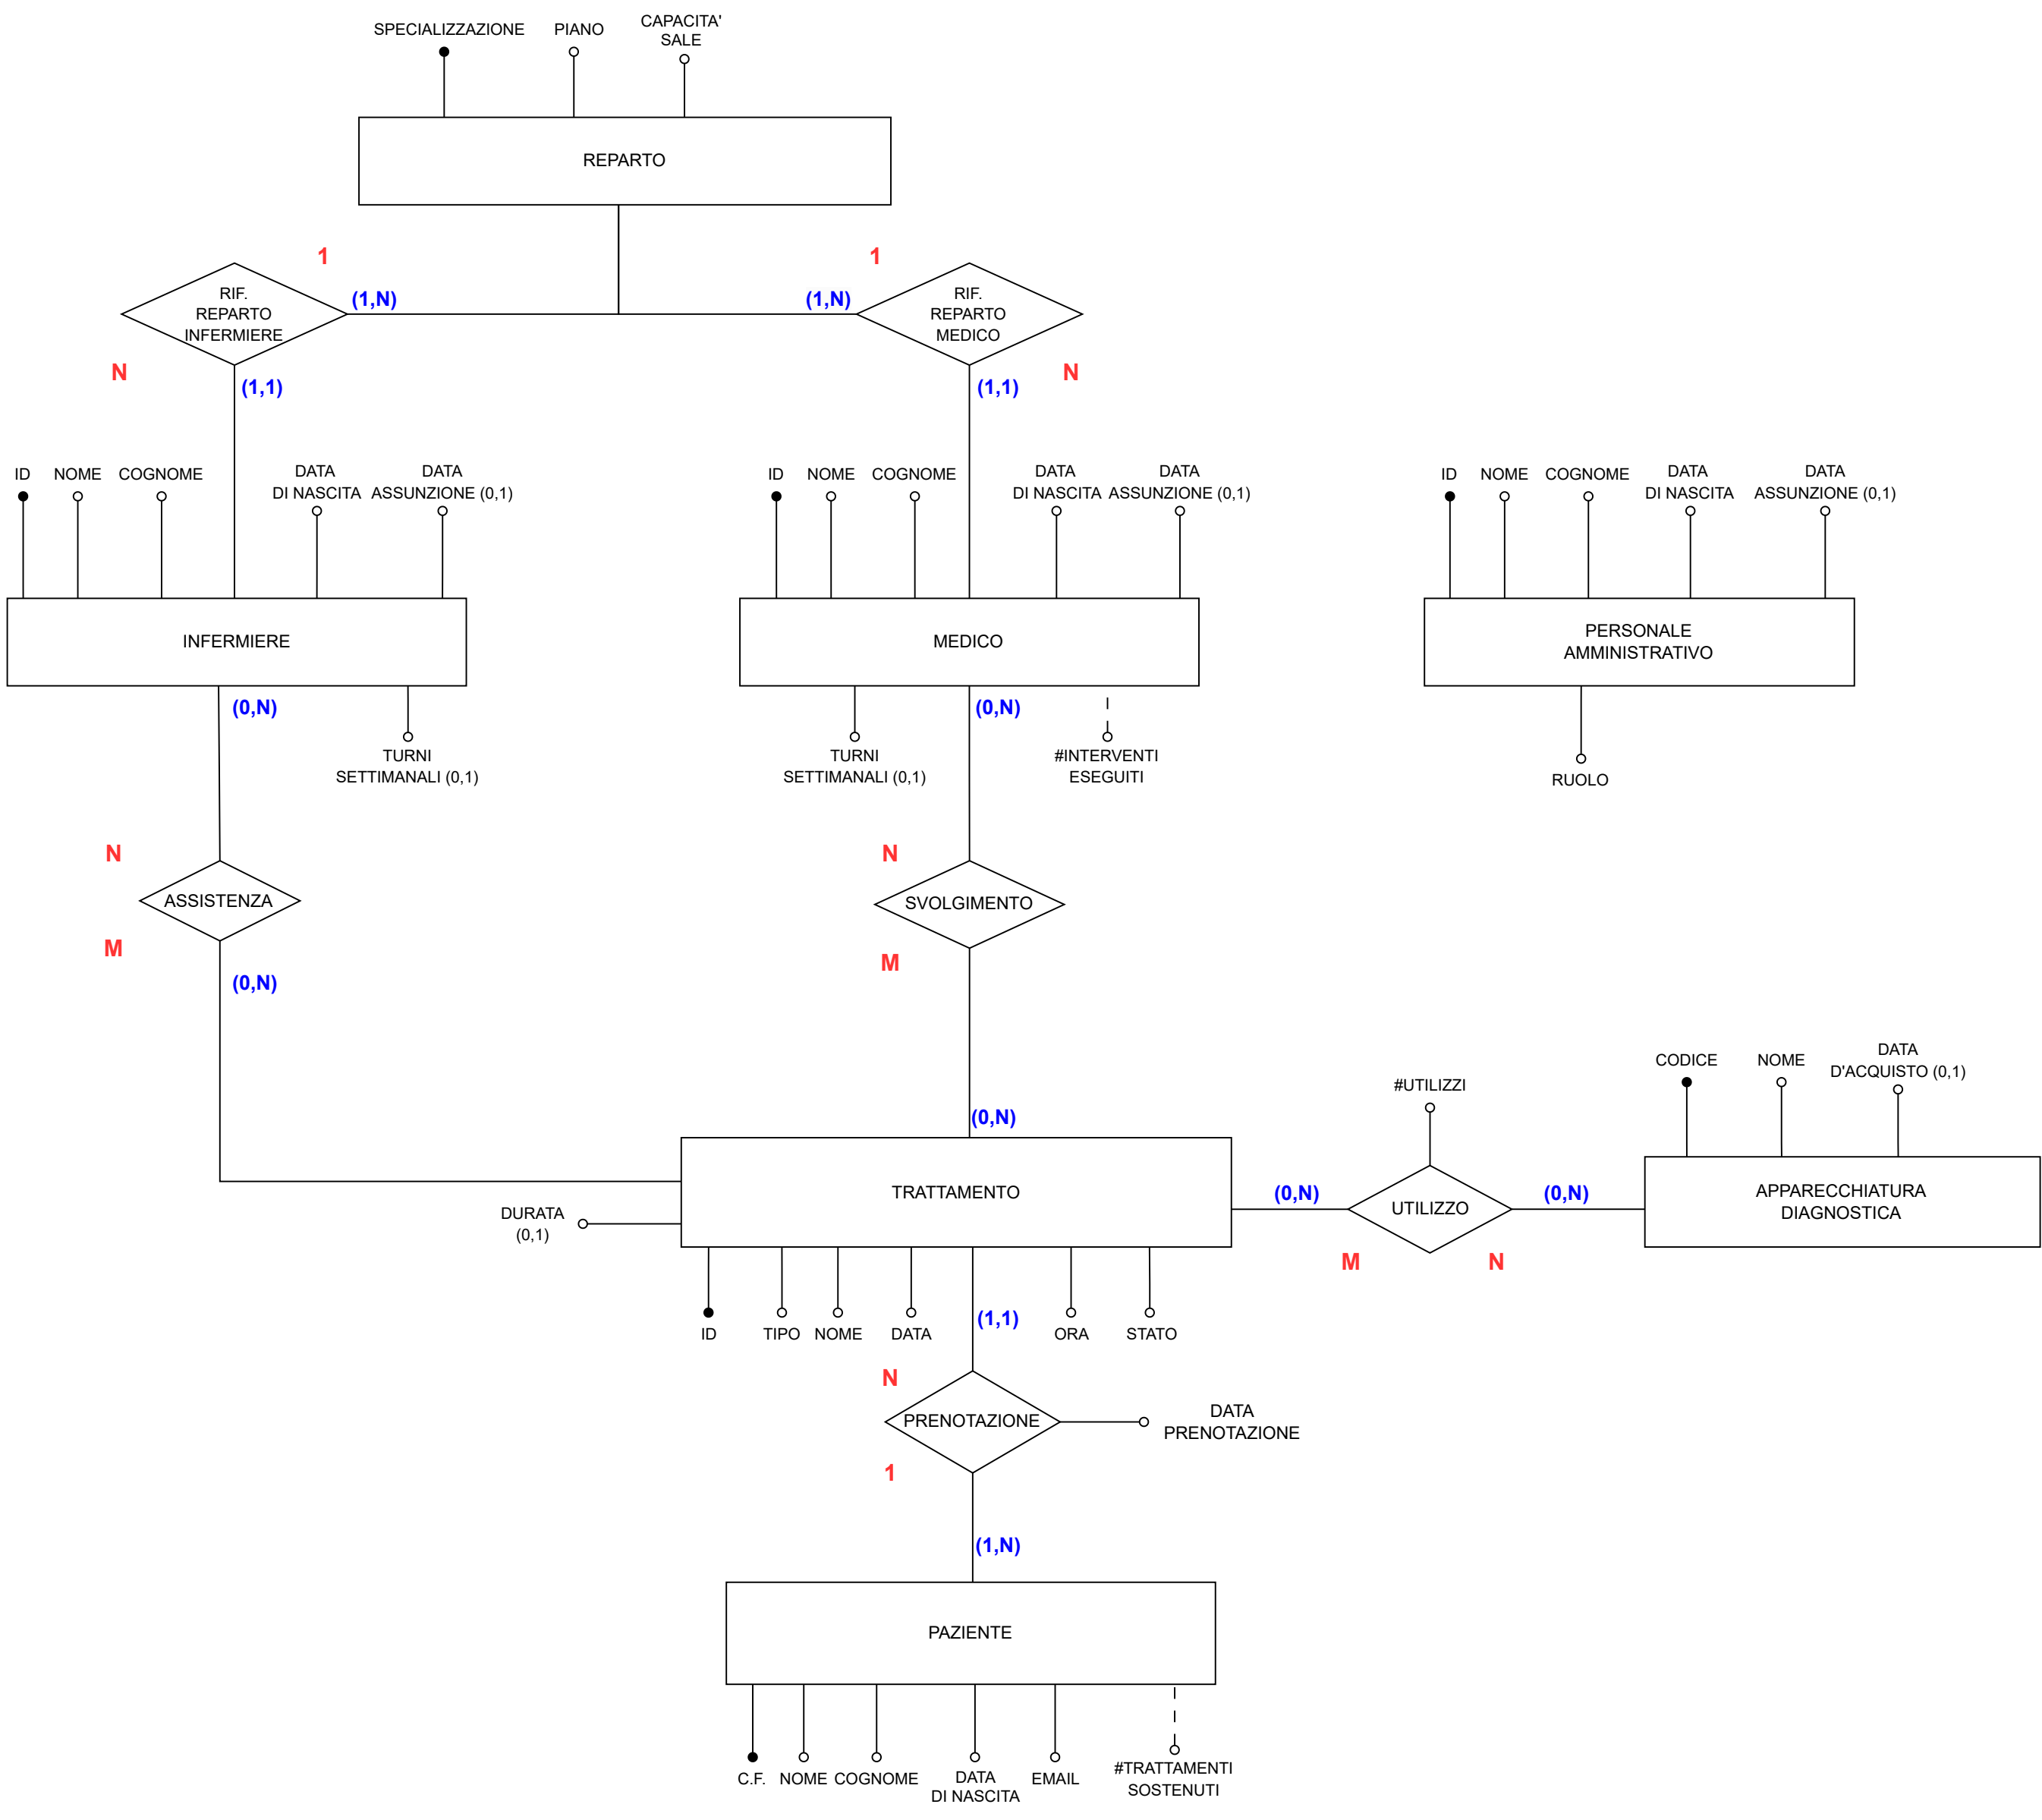 SPECIALIZZAZIONE
PIANO
CAPACITA'
SALE
REPARTO
1
1
RIF.
REPARTO
INFERMIERE
(1,N)
(1,N)
RIF.
REPARTO
MEDICO
N
(1,1)
(1,1)
N
ID
NOME
COGNOME
DATA
DI NASCITA
DATA
ASSUNZIONE (0,1)
ID
NOME
COGNOME
DATA
DI NASCITA
DATA
ASSUNZIONE (0,1)
ID
NOME
COGNOME
DATA
DI NASCITA
DATA
ASSUNZIONE (0,1)
INFERMIERE
MEDICO
PERSONALE
AMMINISTRATIVO
(0,N)
TURNI
SETTIMANALI (0,1)
(0,N)
TURNI
SETTIMANALI (0,1)
#INTERVENTI
ESEGUITI
RUOLO
N
ASSISTENZA
M
(0,N)
N
SVOLGIMENTO
M
(0,N)
CODICE
NOME
DATA
D'ACQUISTO (0,1)
#UTILIZZI
TRATTAMENTO
(0,N)
UTILIZZO
(0,N)
M
N
APPARECCHIATURA
DIAGNOSTICA
DURATA
(0,1)
ID
TIPO
NOME
DATA
(1,1)
ORA
STATO
N
PRENOTAZIONE
DATA
PRENOTAZIONE
1
(1,N)
PAZIENTE
C.F.
NOME
COGNOME
DATA
DI NASCITA
EMAIL
#TRATTAMENTI
SOSTENUTI